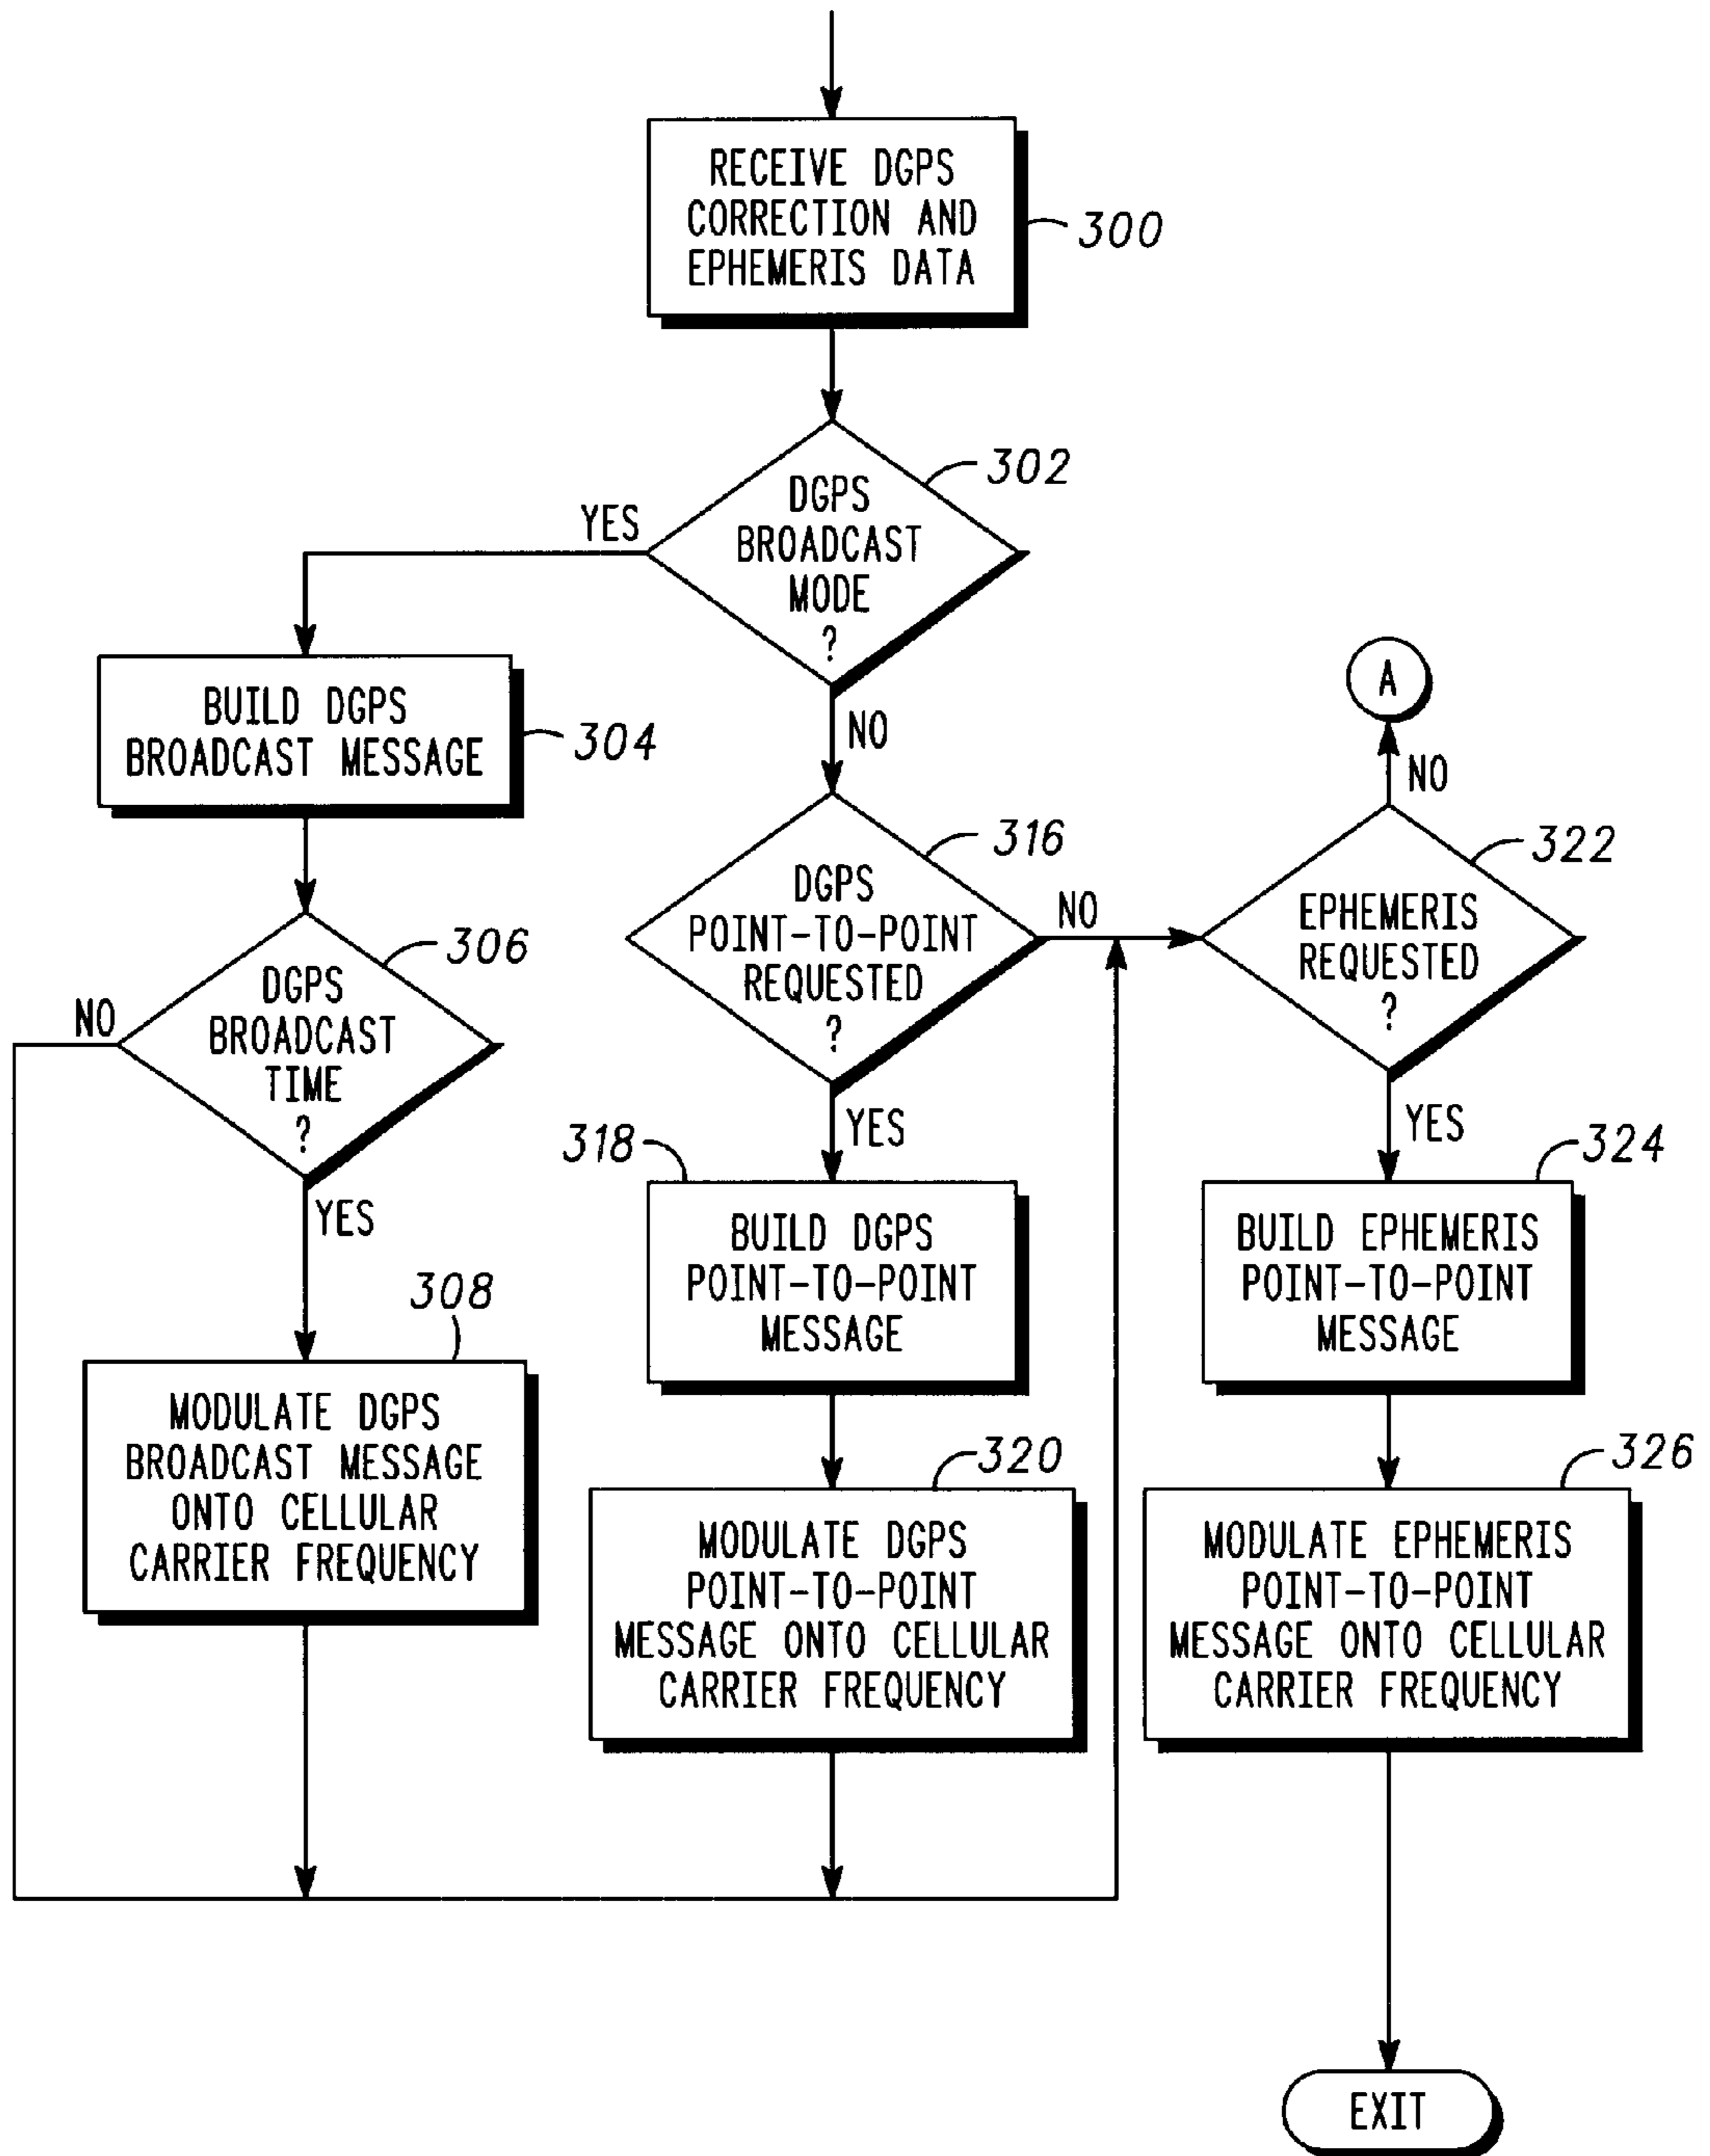 RECEIVE DGPS
CORRECTION AND
EPHEMERIS DATA
300
DGPS
BROADCAST
MODE
?
302
YES
NO
BUILD DGPS
BROADCAST MESSAGE
304
DGPS
BROADCAST
TIME
?
306
NO
YES
308
MODULATE DGPS
BROADCAST MESSAGE
ONTO CELLULAR
CARRIER FREQUENCY
DGPS
POINT-TO-POINT
REQUESTED
?
316
NO
YES
318
BUILD DGPS
POINT-TO-POINT
MESSAGE
320
MODULATE DGPS
POINT-TO-POINT
MESSAGE ONTO CELLULAR
CARRIER FREQUENCY
A
NO
322
EPHEMERIS
REQUESTED
?
YES
324
BUILD EPHEMERIS
POINT-TO-POINT
MESSAGE
326
MODULATE EPHEMERIS
POINT-TO-POINT
MESSAGE ONTO CELLULAR
CARRIER FREQUENCY
EXIT